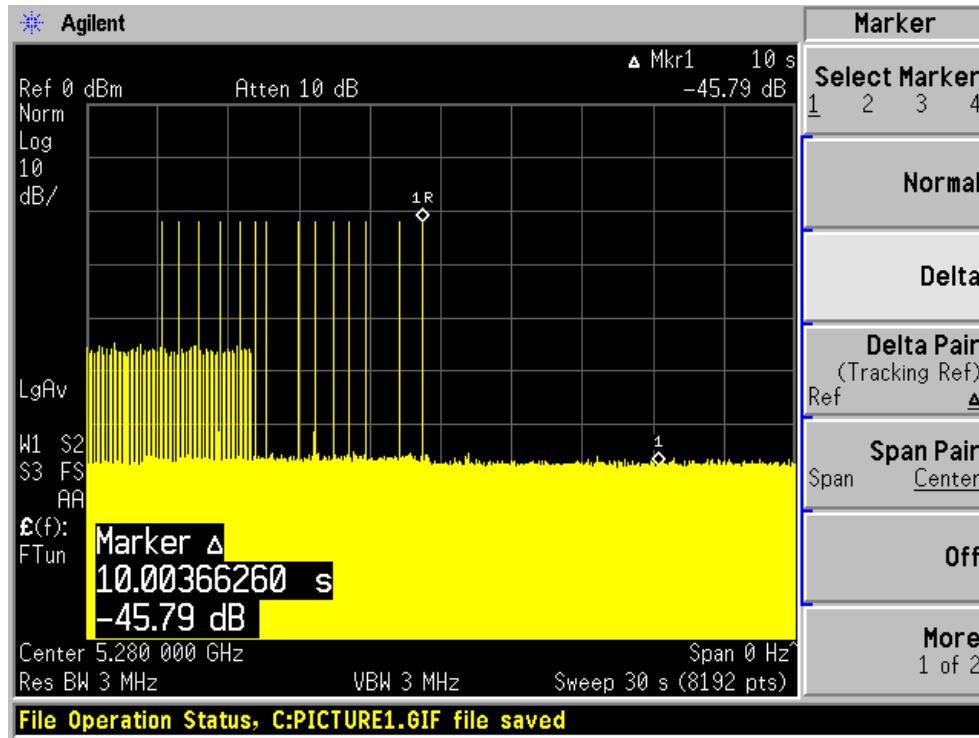 Agilent
Marker
Δ Mkr1 10 s
Ref 0 dBm Atten 10 dB -45.79 dB
Norm
Log
10
dB/
1R
LgAv
1
W1 S2
S3 FS
AA
£(f):
FTun
Marker Δ
10.00366260 s
-45.79 dB
Center 5.280 000 GHz Span 0 Hz^
Res BW 3 MHz VBW 3 MHz Sweep 30 s (8192 pts)
File Operation Status, C:PICTURE1.GIF file saved
Select Marker
1 2 3 4
Normal
Delta
Delta Pair
(Tracking Ref)
Ref Δ
Span Pair
Span Center
Off
More
1 of 2